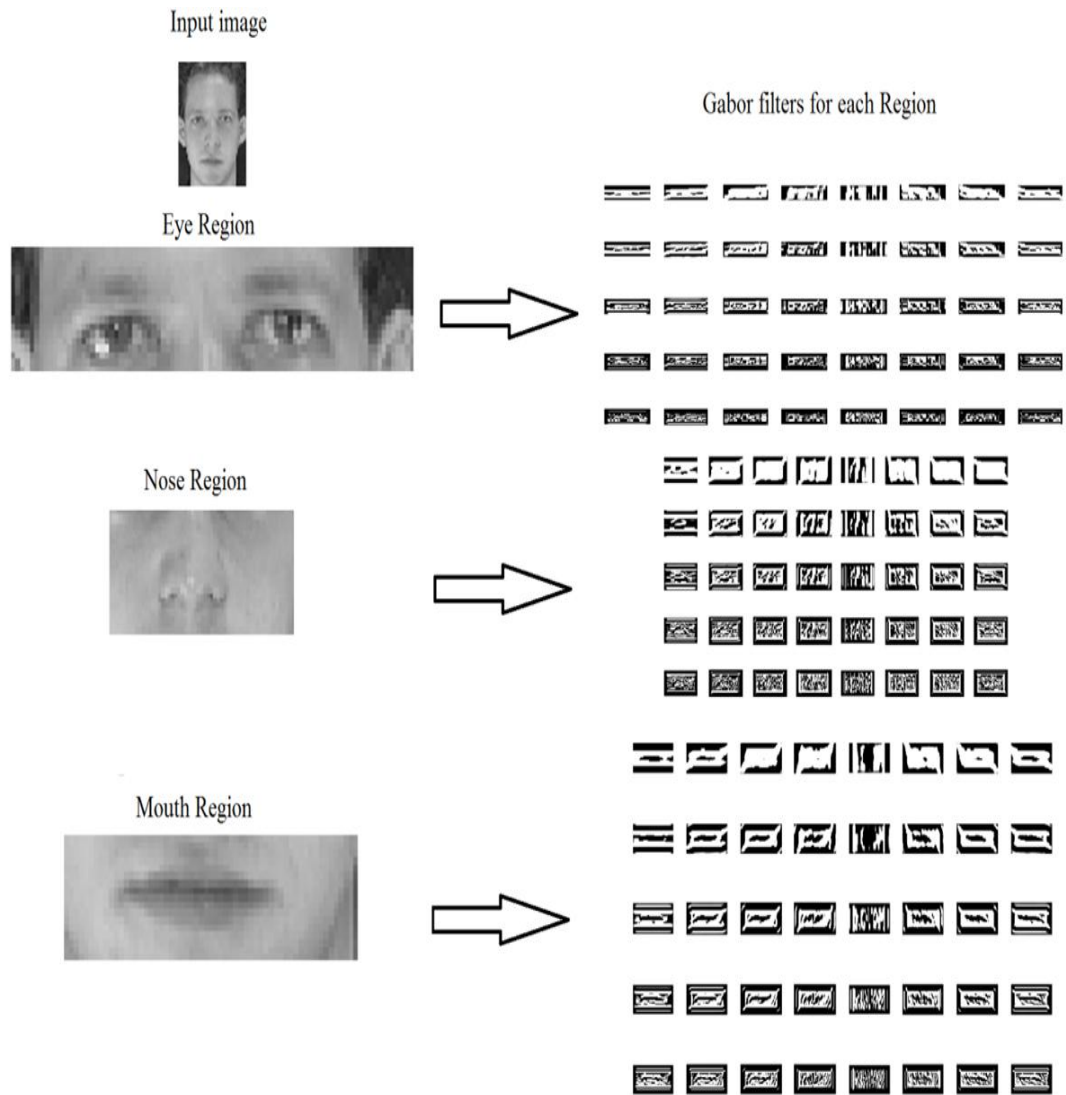 Input image
Gabor filters for each Region
Eye Region
Nose Region
Mouth Region